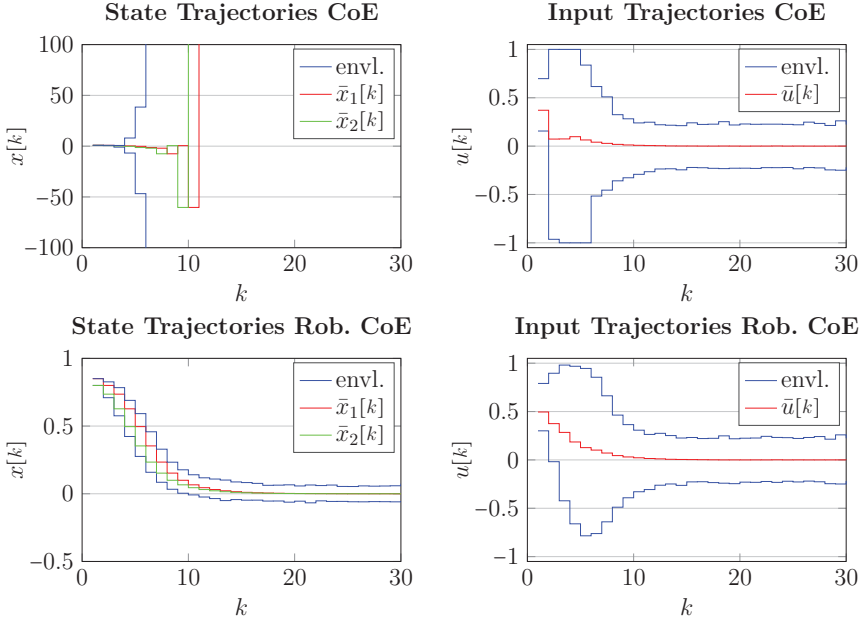 State Trajectories CoE
x[k]
100
50
0
−50
−100
envl.
x̄₁[k]
x̄₂[k]
0 10 20 30
k
Input Trajectories CoE
u[k]
1
0.5
0
−0.5
−1
envl.
ū[k]
0 10 20 30
k
State Trajectories Rob. CoE
x[k]
1
0.5
0
−0.5
envl.
x̄₁[k]
x̄₂[k]
0 10 20 30
k
Input Trajectories Rob. CoE
u[k]
1
0.5
0
−0.5
−1
envl.
ū[k]
0 10 20 30
k